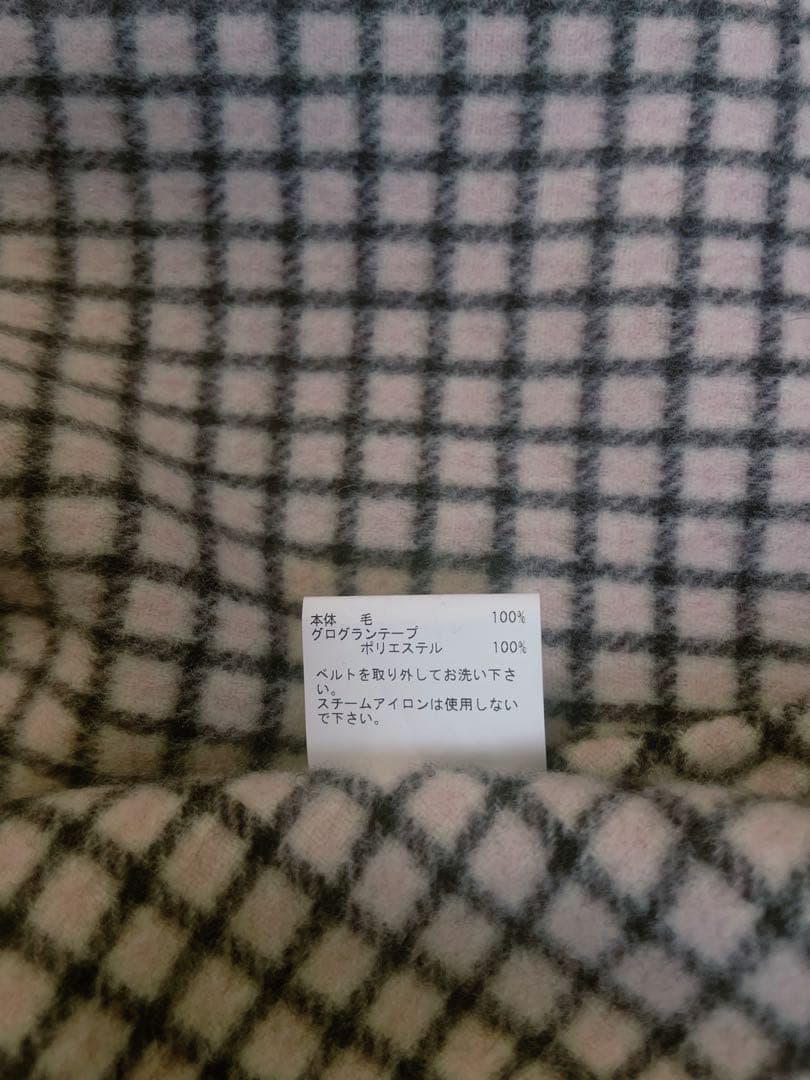 本体　毛　100%
グログランテープ
ポリエステル　100%
ベルトを取り外してお洗い下さ
い。
スチームアイロンは使用しない
で下さい。